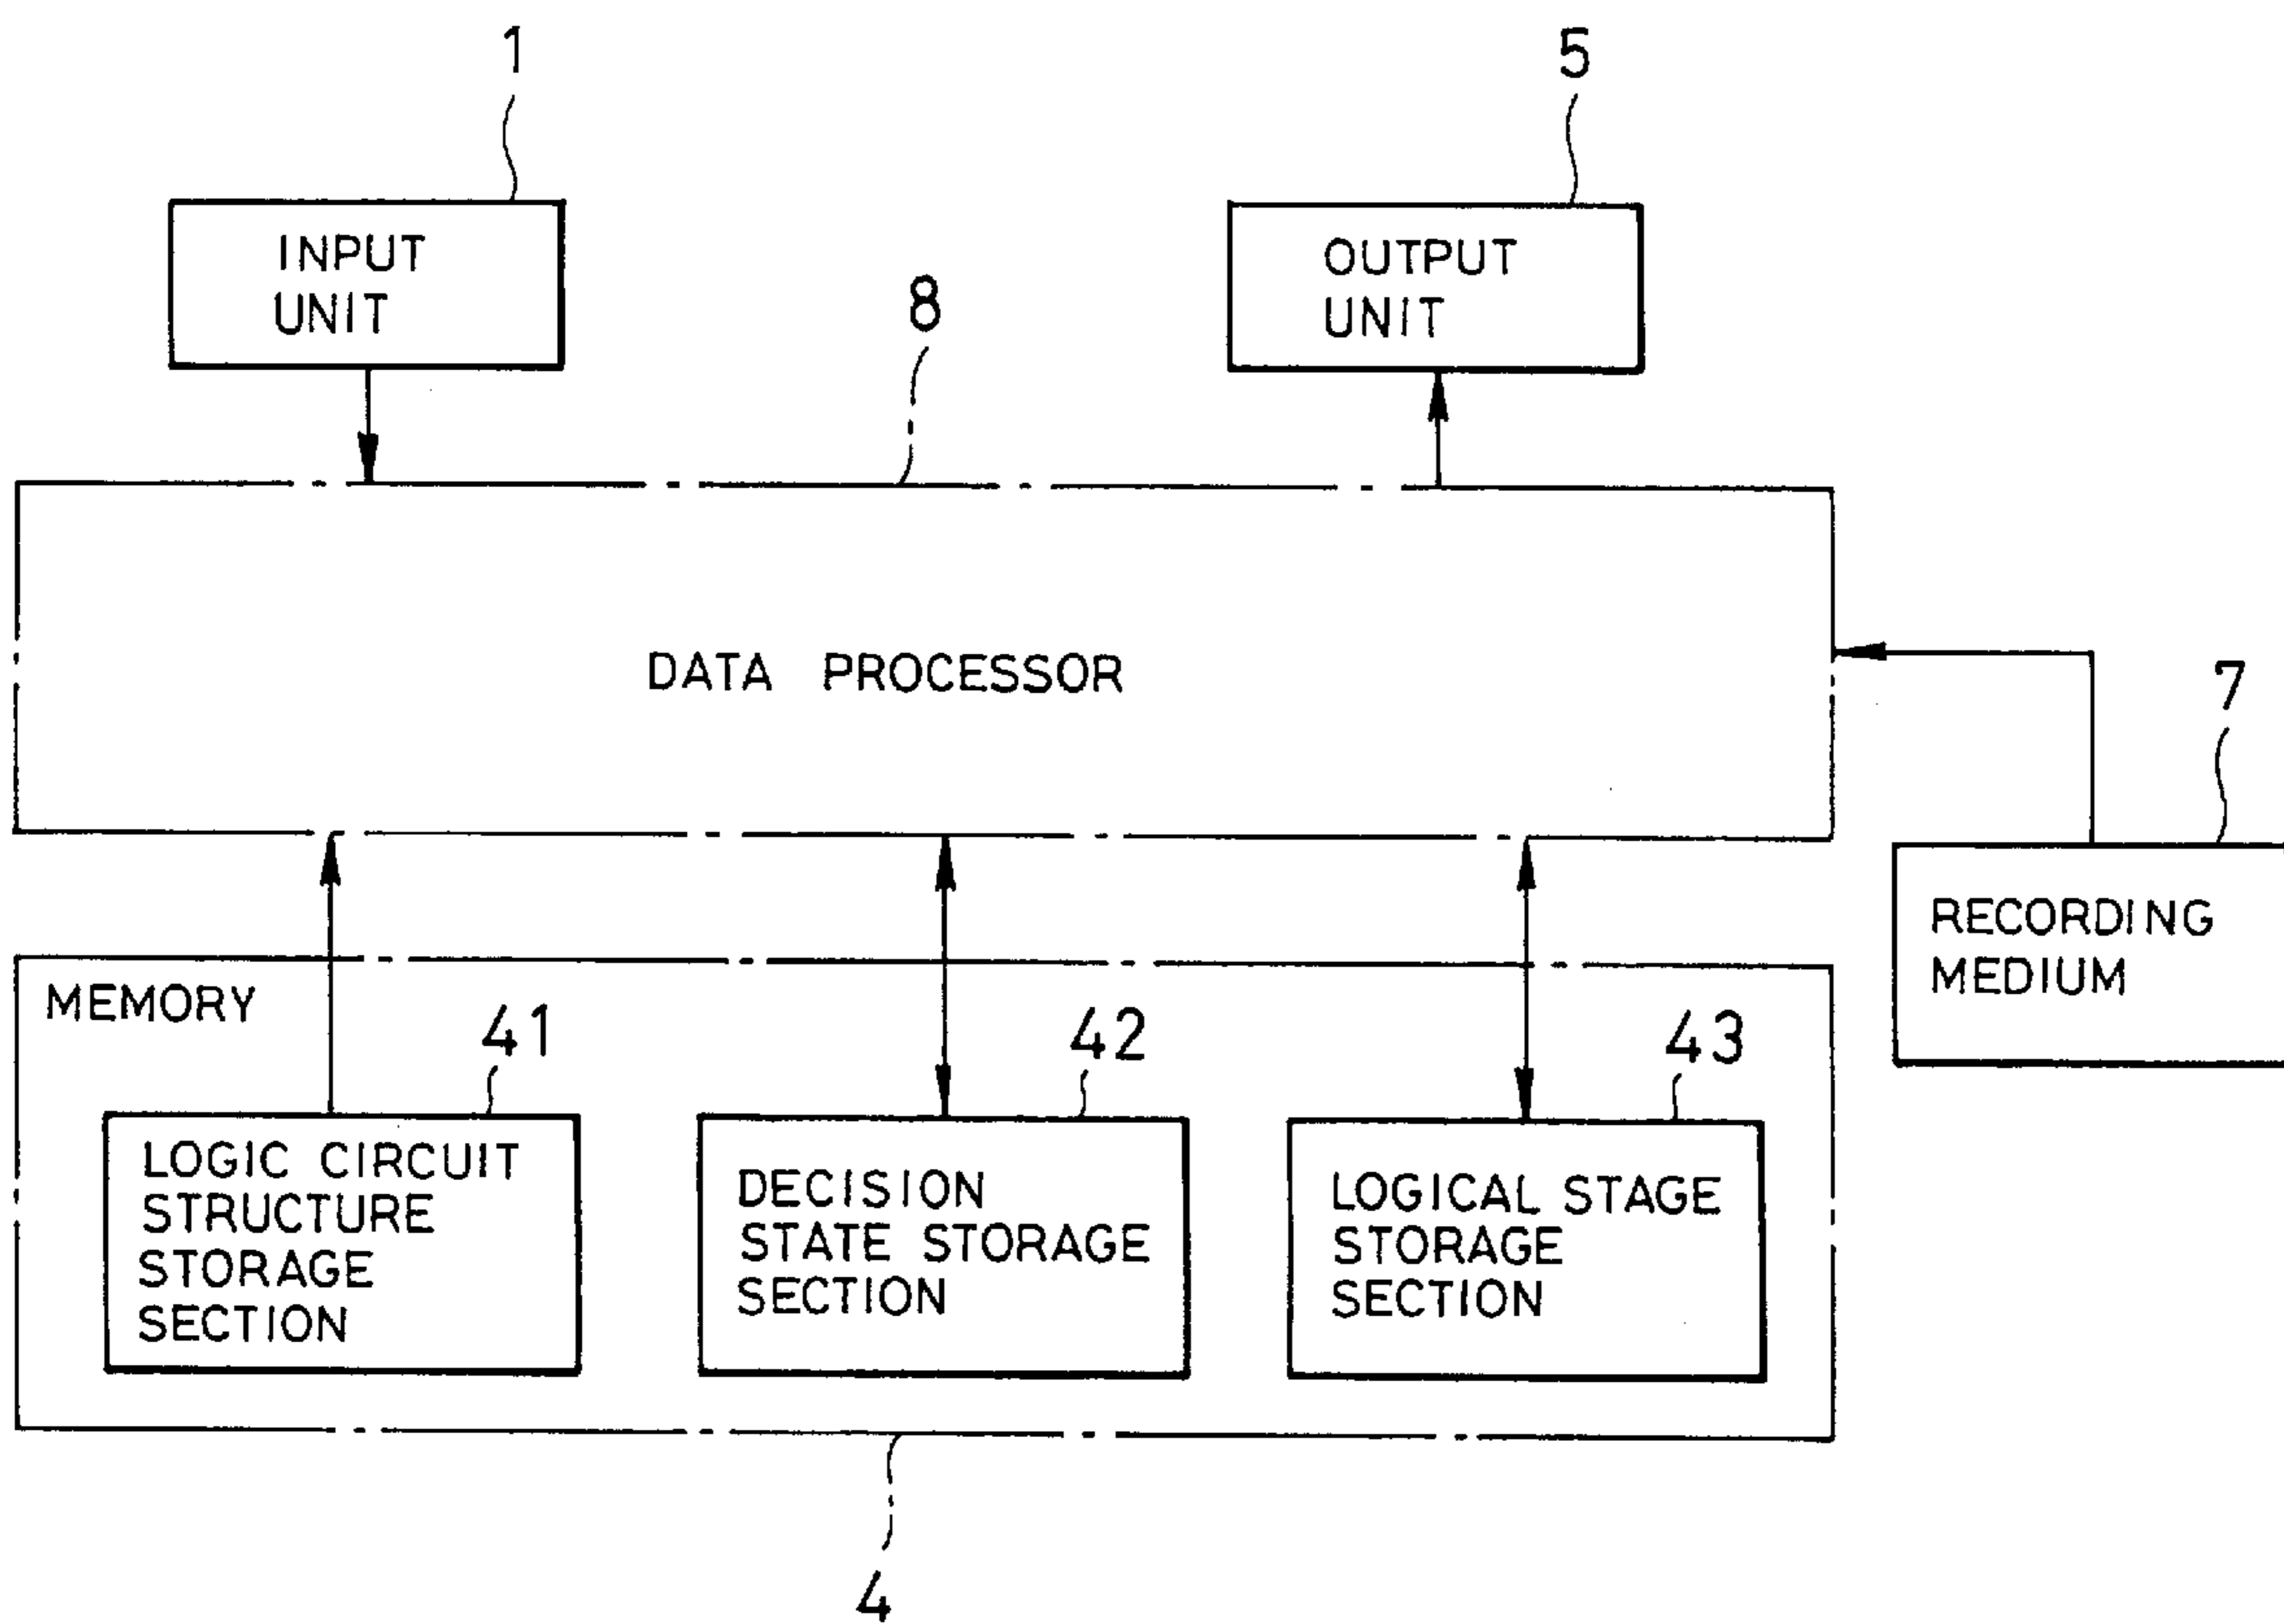 1
5
INPUT
UNIT
OUTPUT
UNIT
8
DATA PROCESSOR
7
RECORDING
MEDIUM
MEMORY
41
42
43
LOGIC CIRCUIT
STRUCTURE
STORAGE
SECTION
DECISION
STATE STORAGE
SECTION
LOGICAL STAGE
STORAGE
SECTION
4